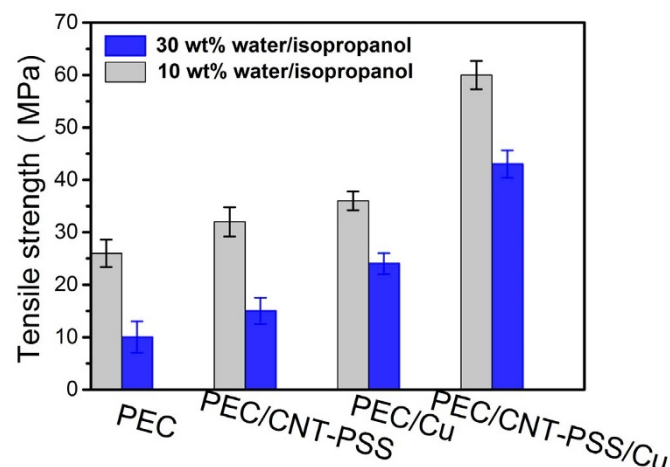 70
60
50
40
30
20
10
0
Tensile strength ( MPa)
30 wt% water/isopropanol
10 wt% water/isopropanol
PEC
PEC/CNT-PSS
PEC/Cu
PEC/CNT-PSS/Cu